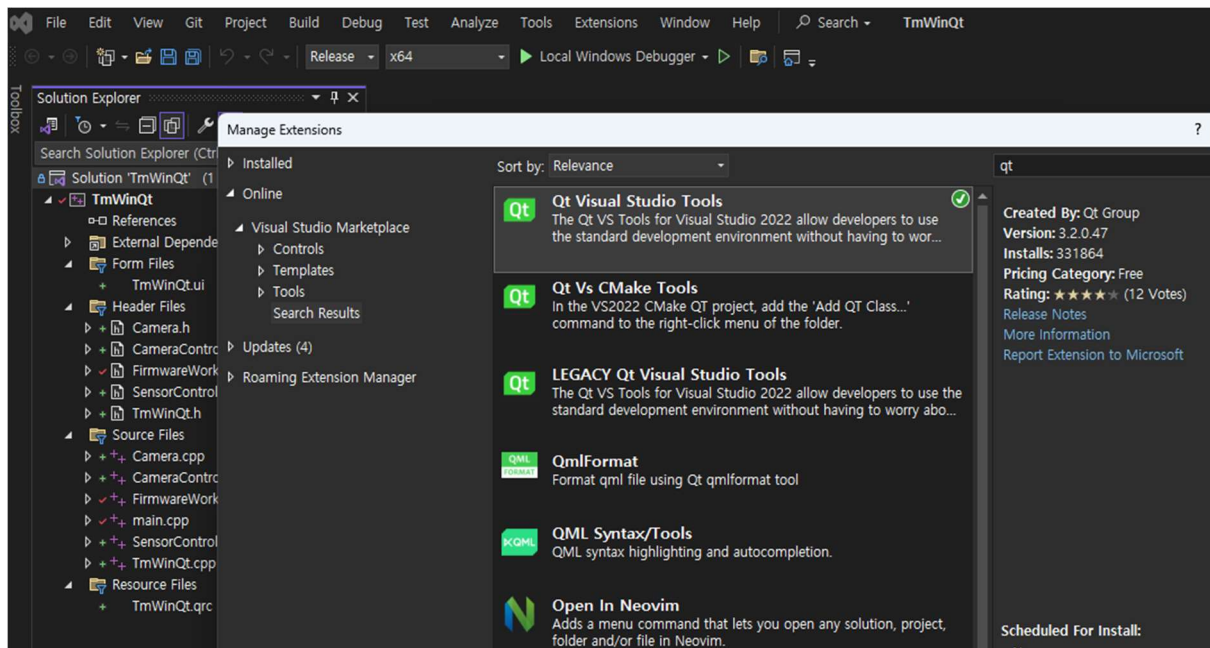 File Edit View Git Project Build Debug Test Analyze Tools Extensions Window Help Search TmWinQt
Release x64 Local Windows Debugger
Toolbox
Solution Explorer
Search Solution Explorer (Ctr
Solution 'TmWinQt' (1
TmWinQt
References
External Depende
Form Files
TmWinQt.ui
Header Files
Camera.h
CameraContro
FirmwareWork
SensorControl
TmWinQt.h
Source Files
Camera.cpp
CameraContro
FirmwareWork
main.cpp
SensorControl
TmWinQt.cpp
Resource Files
TmWinQt.qrc
Manage Extensions ?
Installed
Online
Visual Studio Marketplace
Controls
Templates
Tools
Search Results
Updates (4)
Roaming Extension Manager
Sort by: Relevance
qt
Qt
Qt Visual Studio Tools
The Qt VS Tools for Visual Studio 2022 allow developers to use
the standard development environment without having to wor...
Qt
Qt Vs CMake Tools
In the VS2022 CMake QT project, add the 'Add QT Class...'
command to the right-click menu of the folder.
Qt
LEGACY Qt Visual Studio Tools
The Qt VS Tools for Visual Studio 2022 allow developers to use the
standard development environment without having to worry abo...
QML
FORMAT
QmlFormat
Format qml file using Qt qmlformat tool
QML
QML Syntax/Tools
QML syntax highlighting and autocompletion.
Open In Neovim
Adds a menu command that lets you open any solution, project,
folder and/or file in Neovim.
Created By: Qt Group
Version: 3.2.0.47
Installs: 331864
Pricing Category: Free
Rating: ★★★★★ (12 Votes)
Release Notes
More Information
Report Extension to Microsoft
Scheduled For Install: